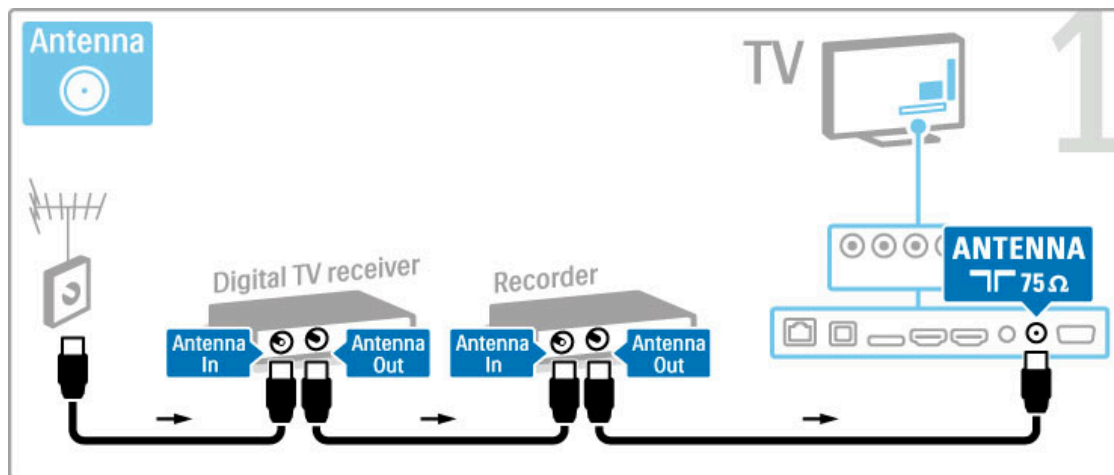 Antenna
TV
1
Digital TV receiver
Recorder
ANTENNA
75 Ω
Antenna
In
Antenna
Out
Antenna
In
Antenna
Out